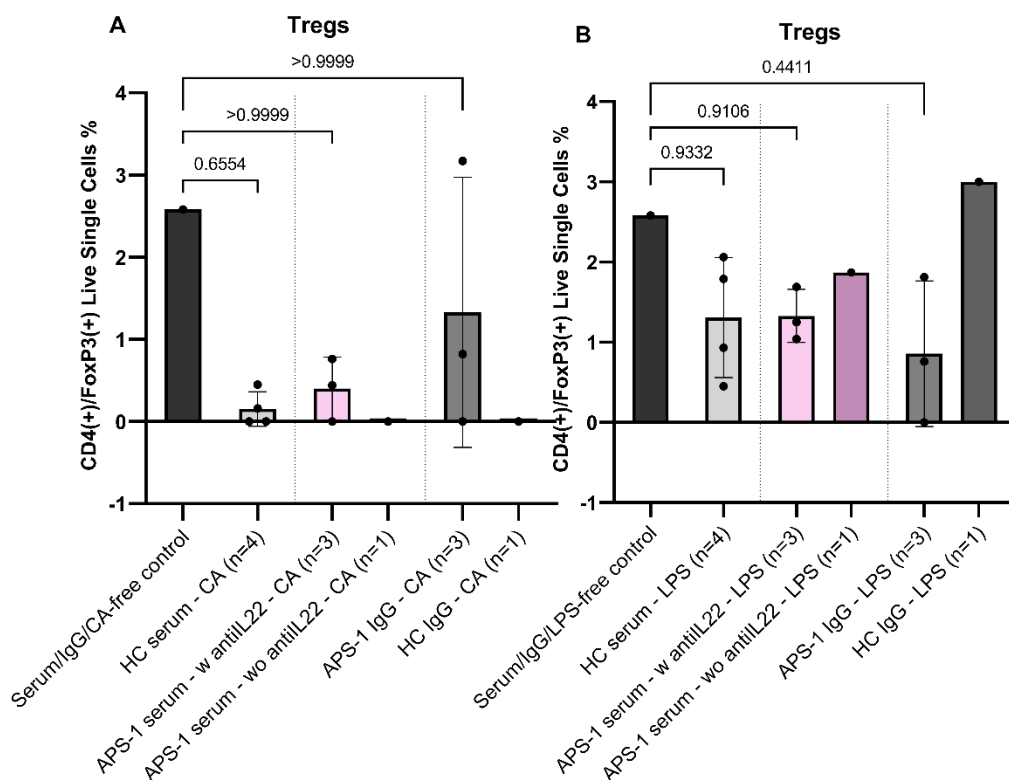 A
Tregs
>0.9999
>0.9999
0.6554
CD4(+)/FoxP3(+) Live Single Cells %
4
3
2
1
0
-1
Serum/IgG/CA-free control
HC serum - CA (n=4)
APS-1 serum - w antiIL22 - CA (n=3)
APS-1 serum - wo antiIL22 - CA (n=1)
APS-1 IgG - CA (n=3)
HC IgG - CA (n=1)
B
Tregs
0.4411
0.9106
0.9332
CD4(+)/FoxP3(+) Live Single Cells %
4
3
2
1
0
-1
Serum/IgG/LPS-free control
HC serum - LPS (n=4)
APS-1 serum - w antiIL22 - LPS (n=3)
APS-1 serum - wo antiIL22 - LPS (n=1)
APS-1 IgG - LPS (n=3)
HC IgG - LPS (n=1)